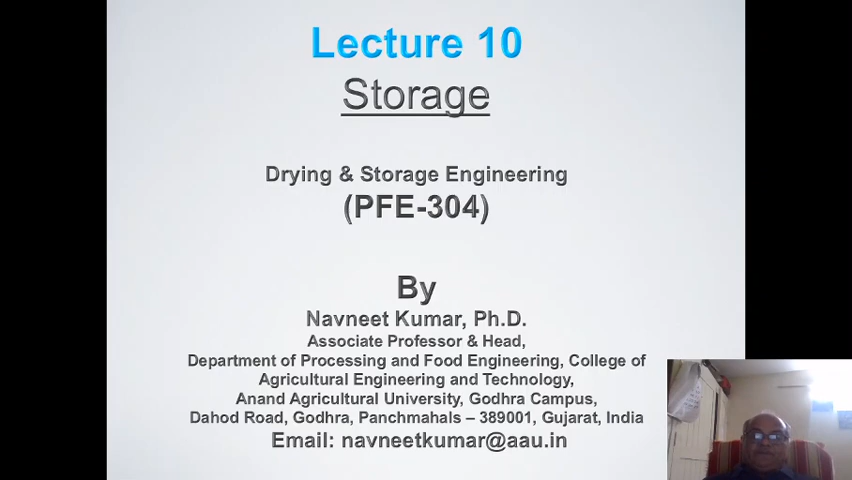 Lecture 10
Storage
Drying & Storage Engineering
(PFE-304)
By
Navneet Kumar, Ph.D.
Associate Professor & Head,
Department of Processing and Food Engineering, College of
Agricultural Engineering and Technology,
Anand Agricultural University, Godhra Campus,
Dahod Road, Godhra, Panchmahals – 389001, Gujarat, India
Email: navneetkumar@aau.in